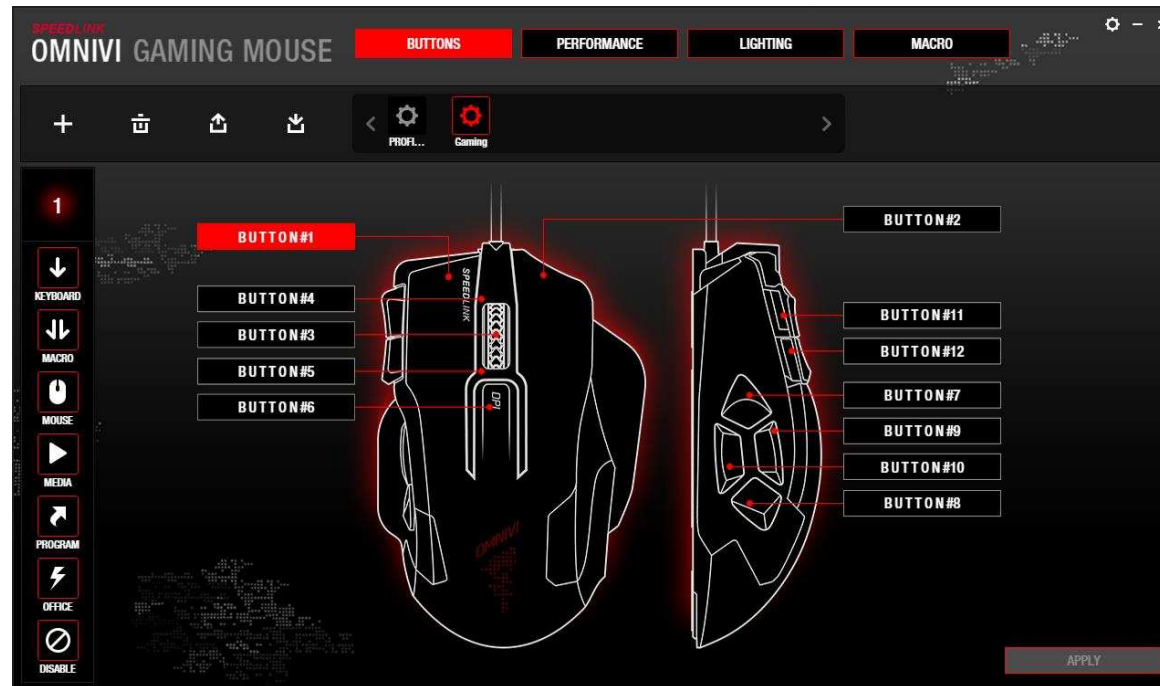 SPEEDLINK
OMNIVI GAMING MOUSE
BUTTONS
PERFORMANCE
LIGHTING
MACRO
PROFI...
Gaming
1
KEYBOARD
MACRO
MOUSE
MEDIA
PROGRAM
OFFICE
DISABLE
BUTTON#1
BUTTON#4
BUTTON#3
BUTTON#5
BUTTON#6
SPEEDLINK
DPI
OMNIVI
BUTTON#2
BUTTON#11
BUTTON#12
BUTTON#7
BUTTON#9
BUTTON#10
BUTTON#8
APPLY